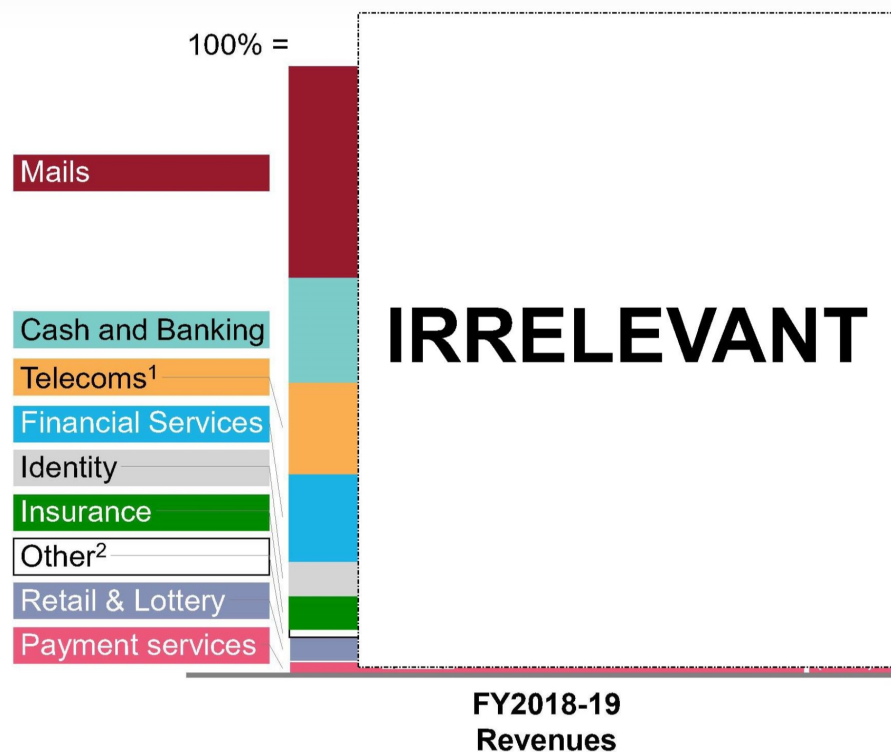 100% =
Mails
Cash and Banking
Telecoms¹
Financial Services
Identity
Insurance
Other²
Retail & Lottery
Payment services
IRRELEVANT
FY2018-19
Revenues